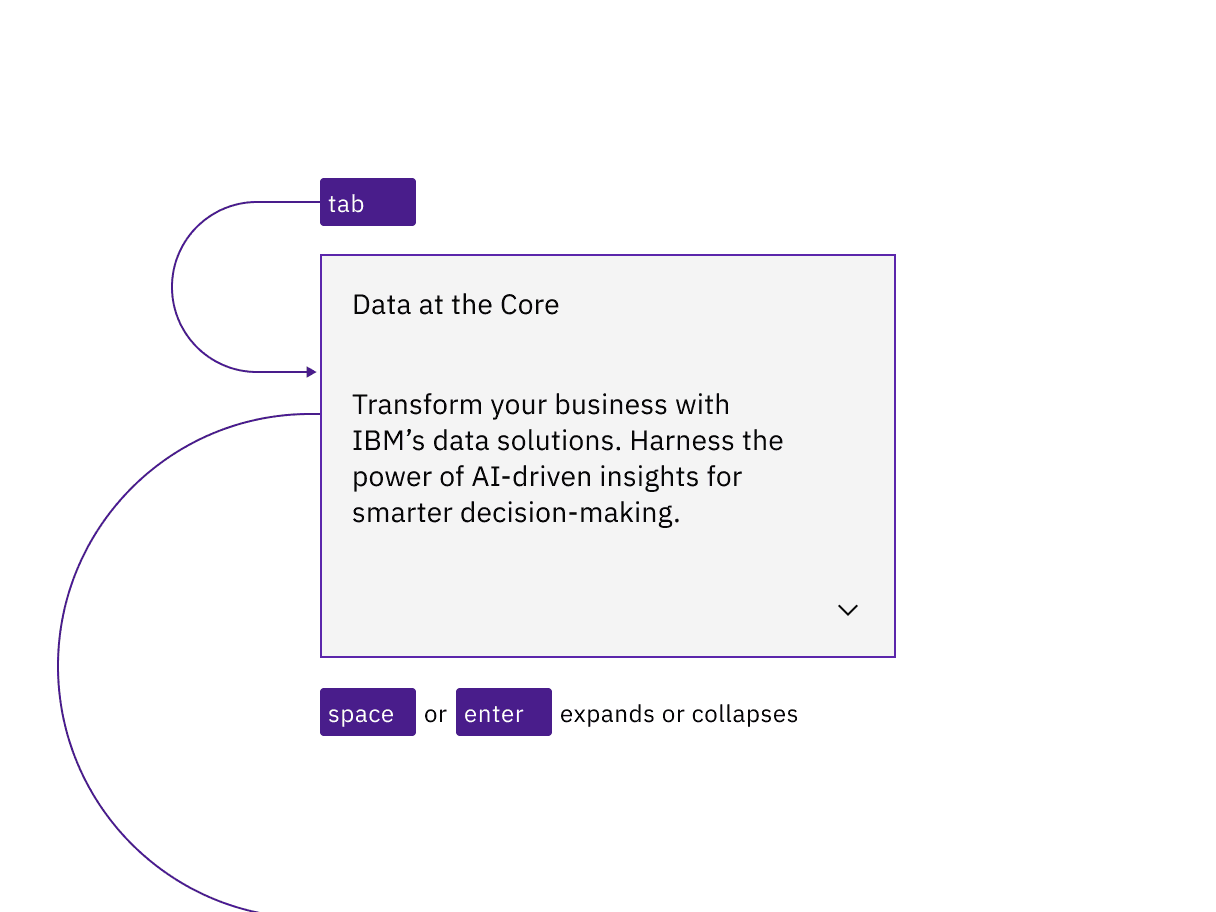 tab
Data at the Core
Transform your business with
IBM’s data solutions. Harness the
power of AI-driven insights for
smarter decision-making.
space or enter expands or collapses